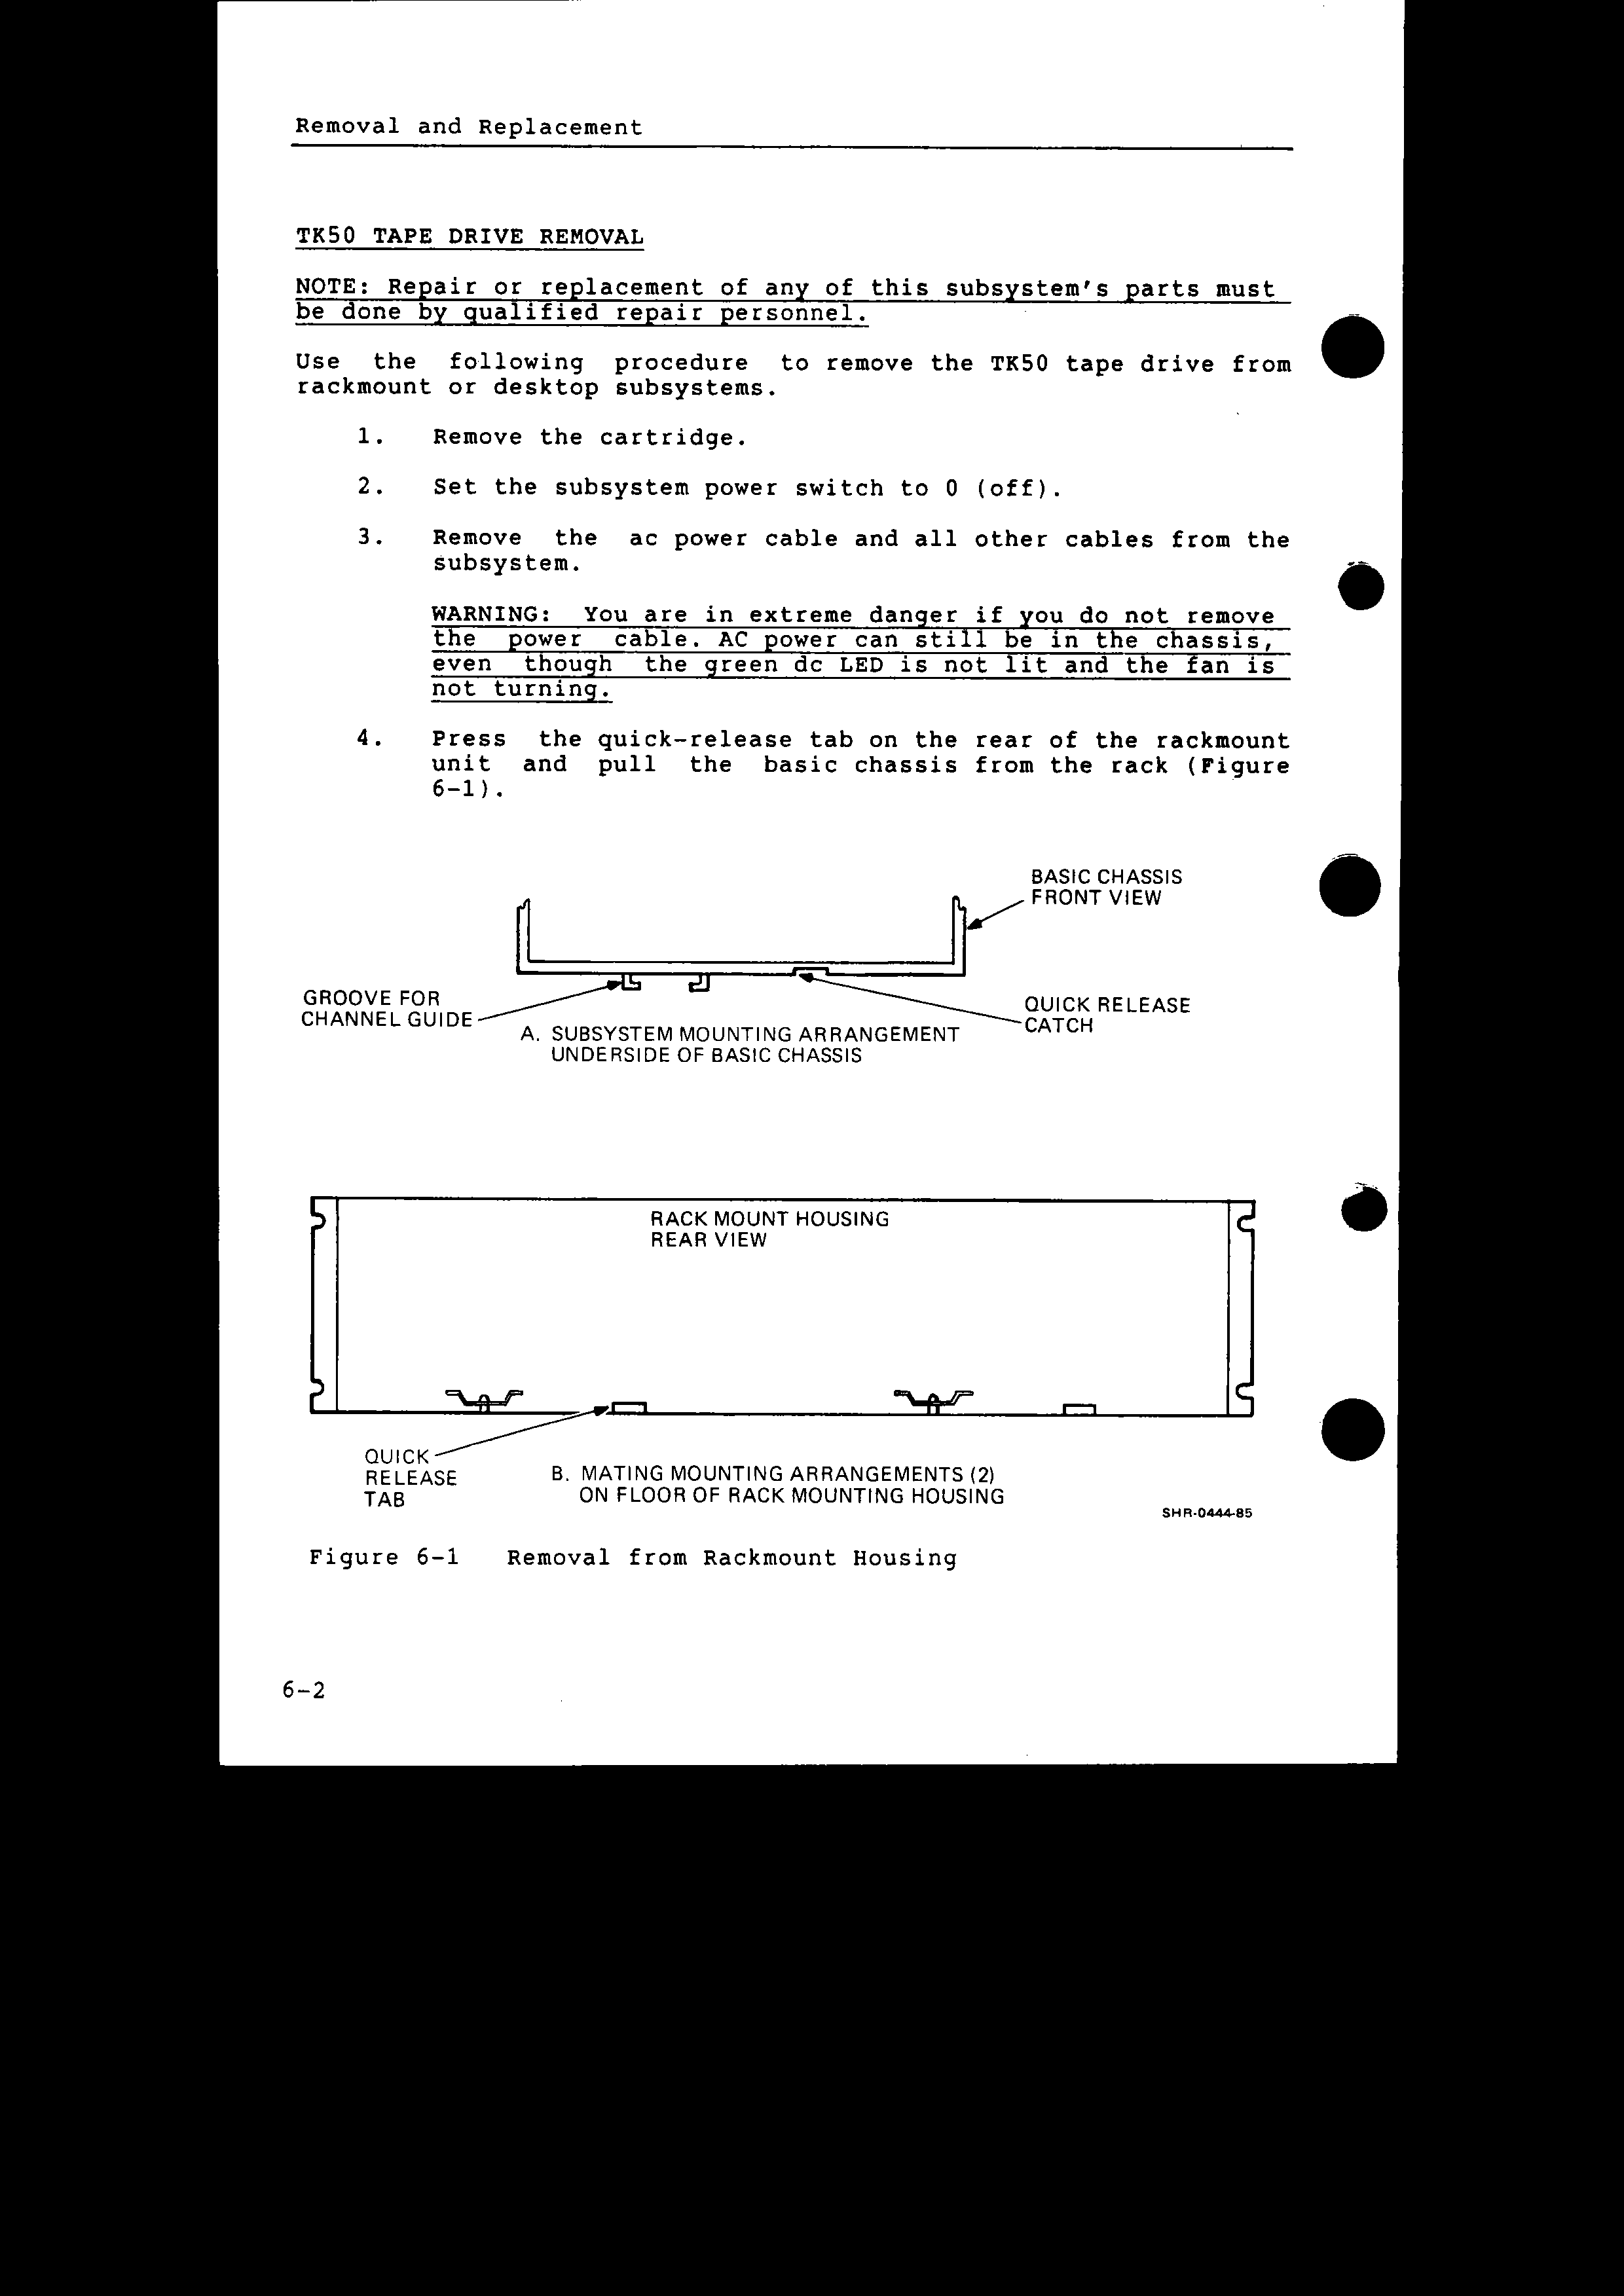 Removal and Replacement
TK50 TAPE DRIVE REMOVAL
NOTE: Repair or replacement of any of this subsystem's parts must
be done by qualified repair personnel.
Use the following procedure to remove the TK50 tape drive from
rackmount or desktop subsystems.
1. Remove the cartridge.
2. Set the subsystem power switch to 0 (off).
3. Remove the ac power cable and all other cables from the
subsystem.
WARNING: You are in extreme danger if you do not remove
the power cable. AC power can still be in the chassis,
even though the green dc LED is not lit and the fan is
not turning.
4. Press the quick-release tab on the rear of the rackmount
unit and pull the basic chassis from the rack (Figure
6-1).
BASIC CHASSIS
FRONT VIEW
GROOVE FOR
CHANNEL GUIDE
QUICK RELEASE
CATCH
A. SUBSYSTEM MOUNTING ARRANGEMENT
UNDERSIDE OF BASIC CHASSIS
RACK MOUNT HOUSING
REAR VIEW
QUICK
RELEASE
TAB
B. MATING MOUNTING ARRANGEMENTS (2)
ON FLOOR OF RACK MOUNTING HOUSING
SHR-0444-85
Figure 6-1 Removal from Rackmount Housing
6-2